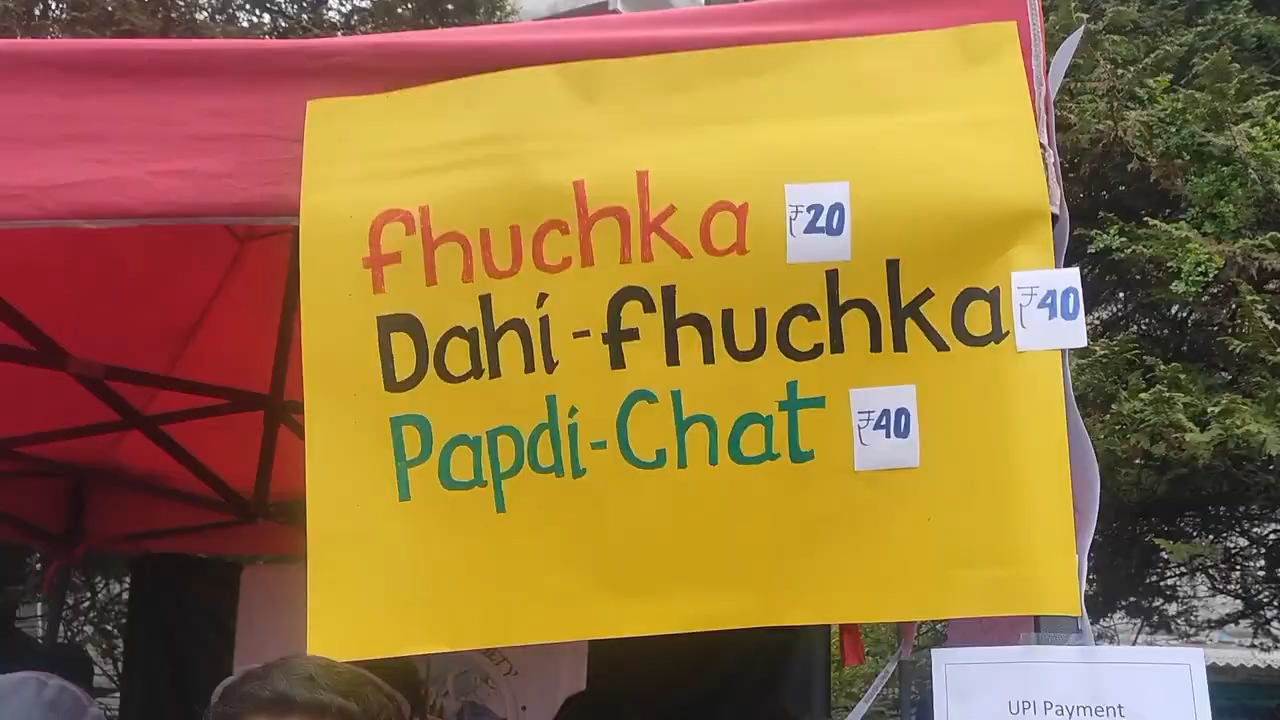 fhuchka ₹20
Dahi-fhuchka ₹40
Papdi-Chat ₹40
UPI Payment